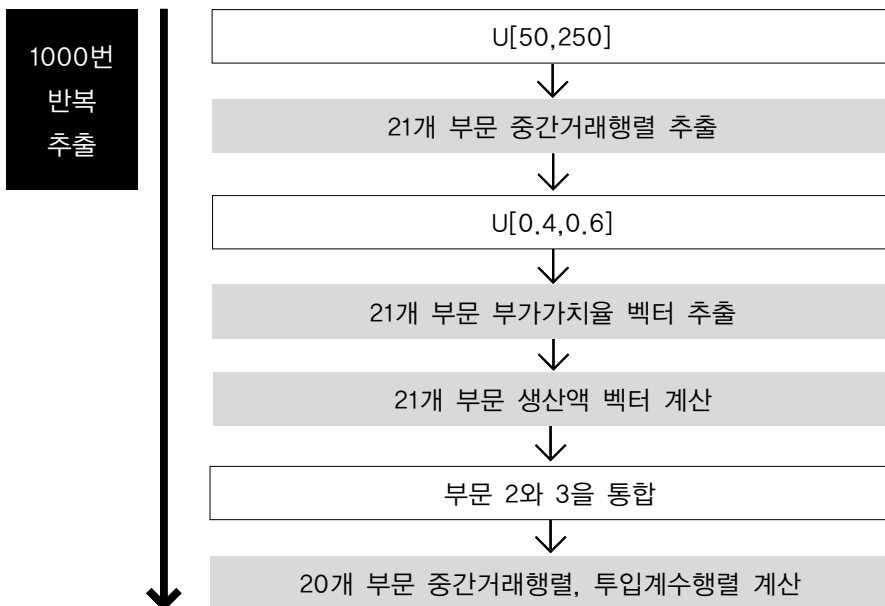 1000번
반복
추출
U[50,250]
21개 부문 중간거래행렬 추출
U[0.4,0.6]
21개 부문 부가가치율 벡터 추출
21개 부문 생산액 벡터 계산
부문 2와 3을 통합
20개 부문 중간거래행렬, 투입계수행렬 계산